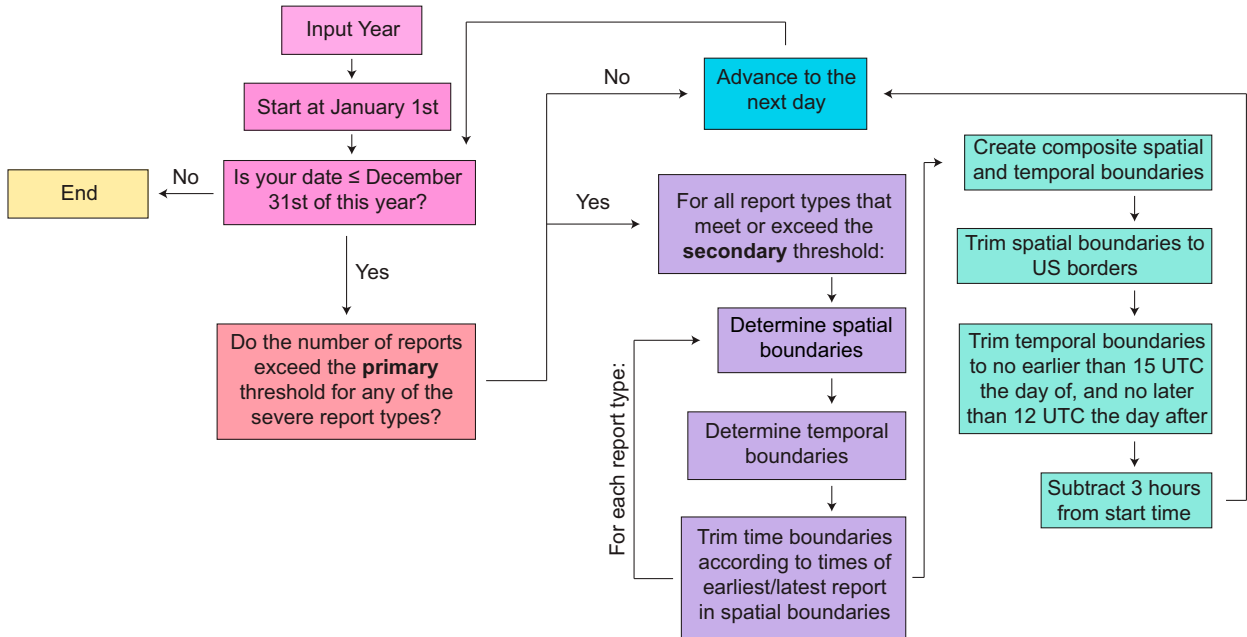 Input Year
Start at January 1st
Is your date ≤ December
31st of this year?
No
End
Yes
Do the number of reports
exceed the primary
threshold for any of the
severe report types?
No
Advance to the
next day
Yes
For all report types that
meet or exceed the
secondary threshold:
Determine spatial
boundaries
Determine temporal
boundaries
Trim time boundaries
according to times of
earliest/latest report
in spatial boundaries
For each report type:
Create composite spatial
and temporal boundaries
Trim spatial boundaries to
US borders
Trim temporal boundaries
to no earlier than 15 UTC
the day of, and no later
than 12 UTC the day after
Subtract 3 hours
from start time